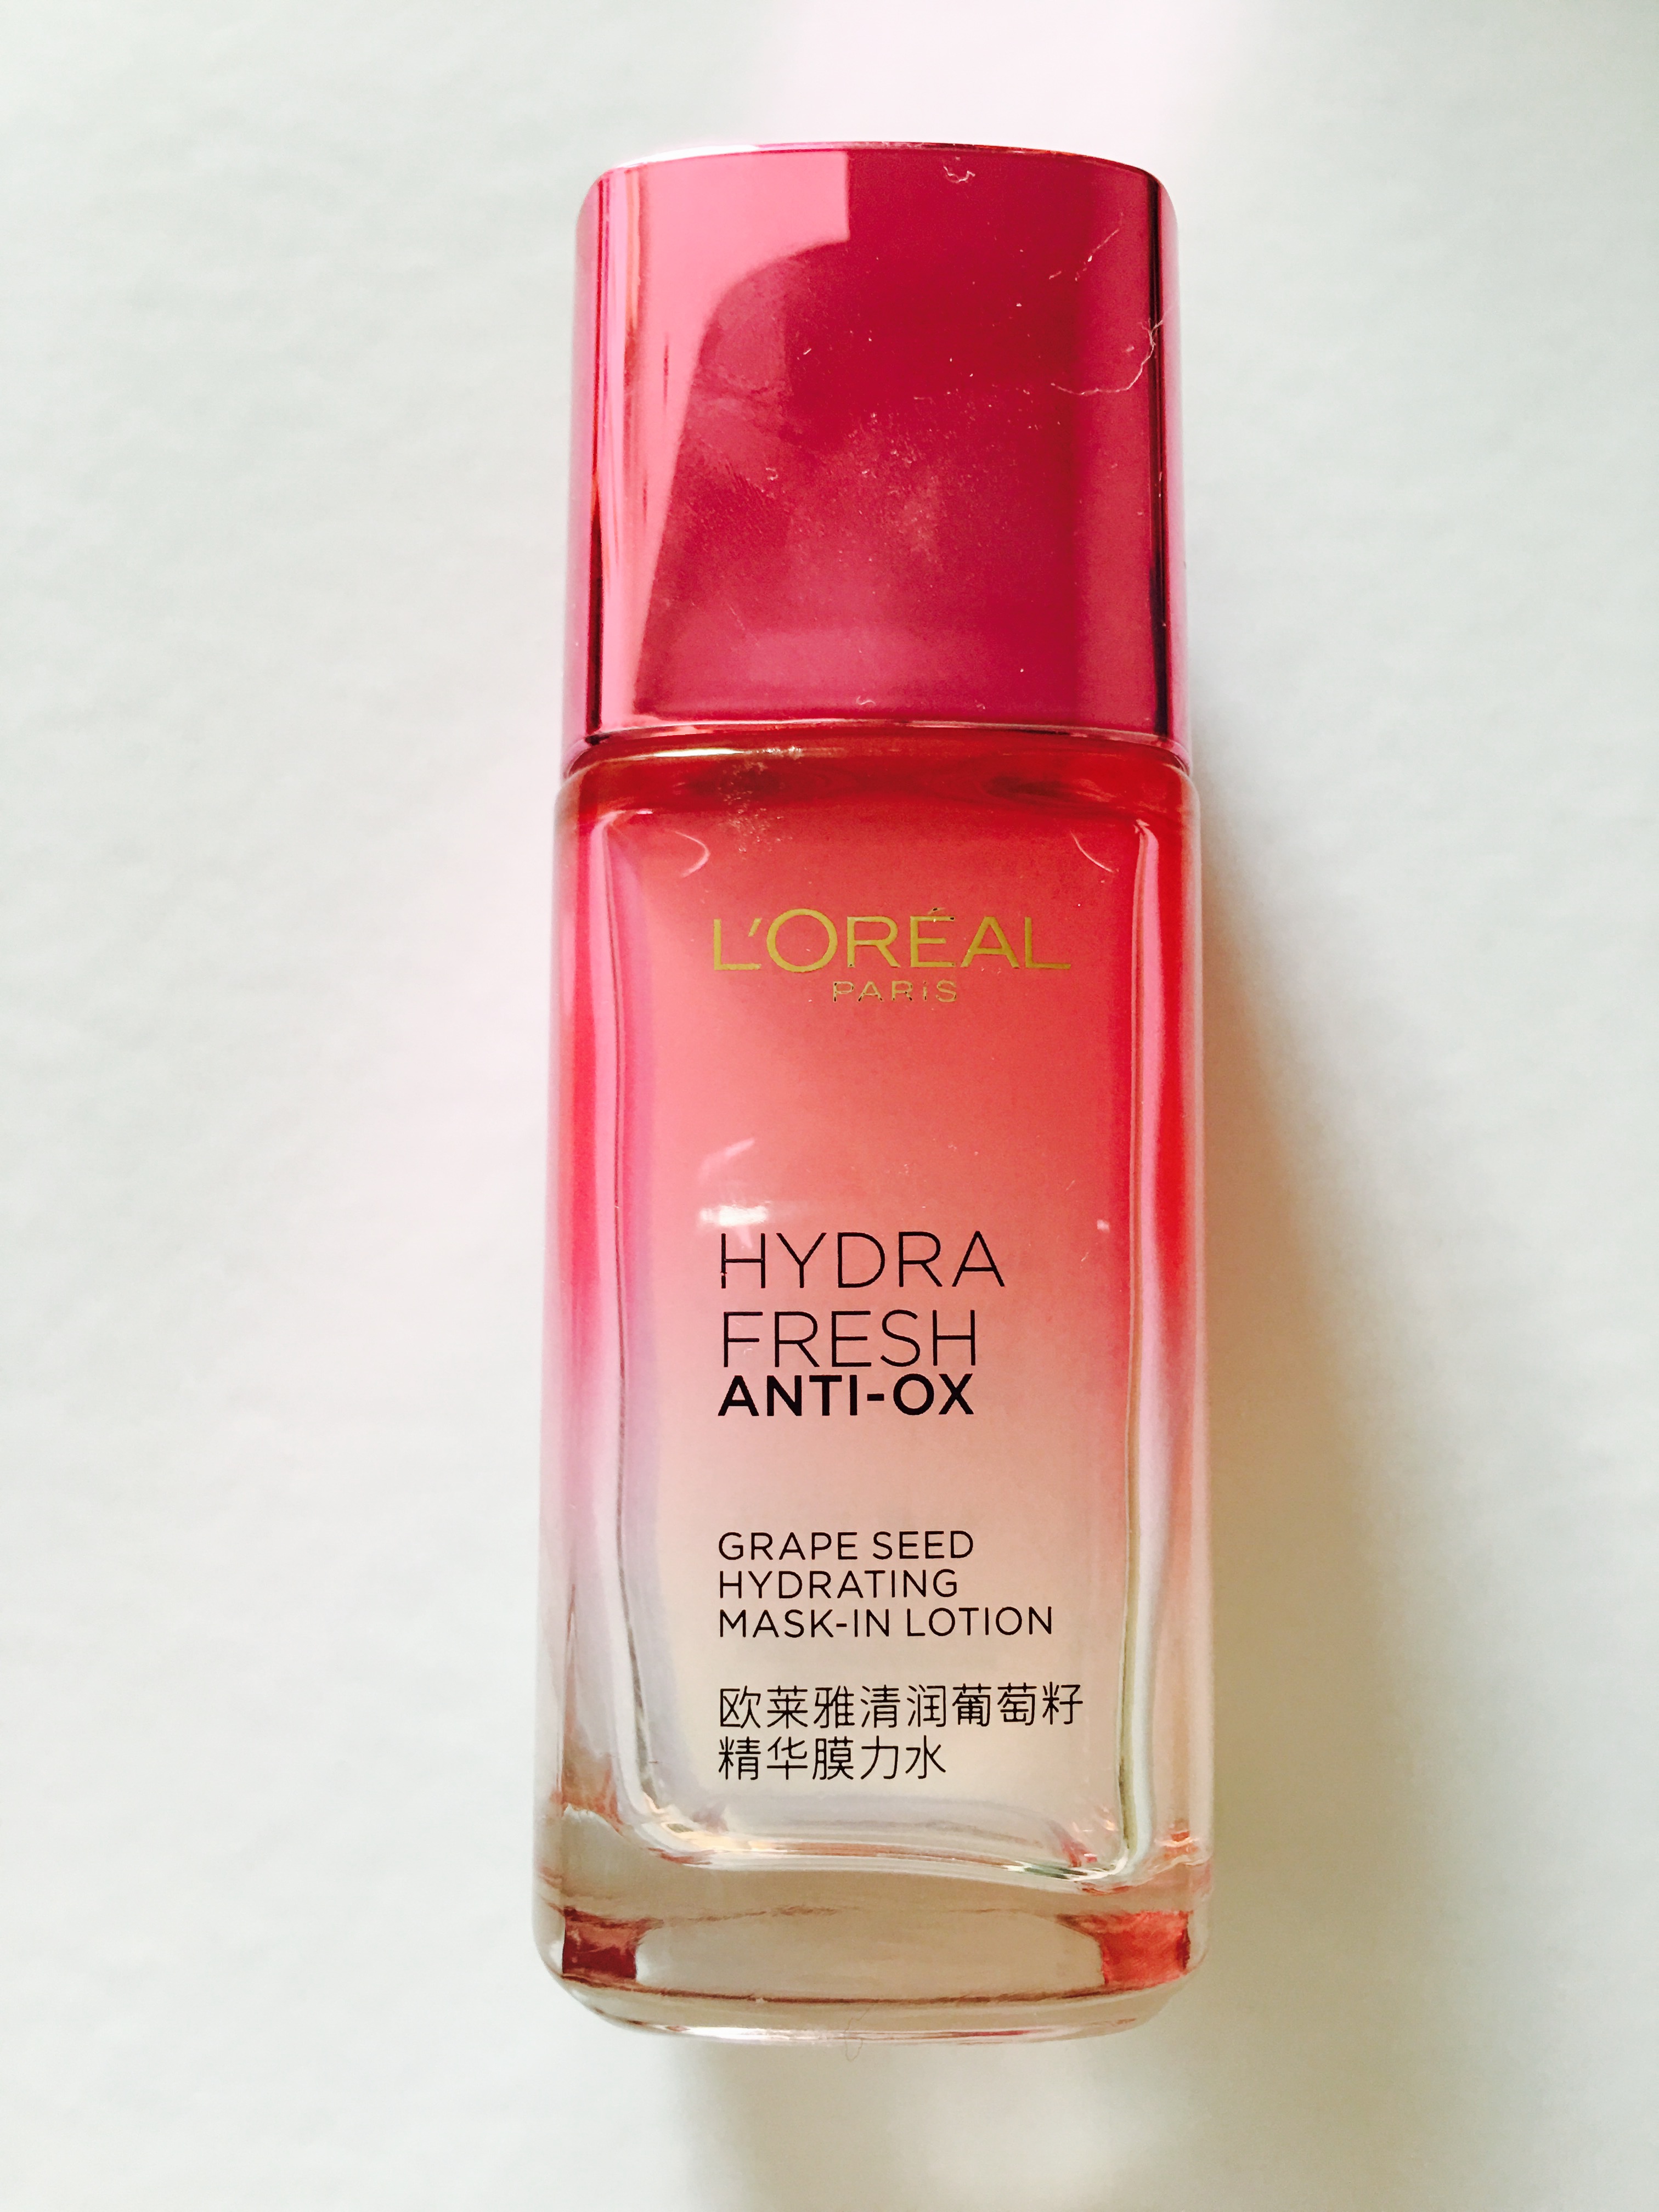 L'ORÉAL
PARIS
HYDRA
FRESH
ANTI-OX
GRAPE SEED
HYDRATING
MASK-IN LOTION
欧莱雅清润葡萄籽
精华膜力水